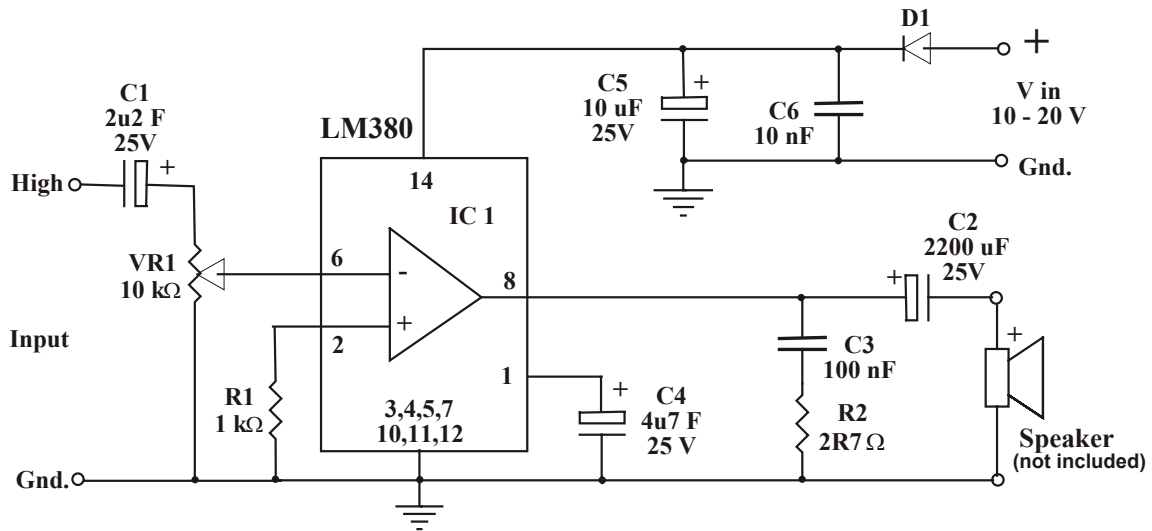 D1
+
V in
10 - 20 V
Gnd.
C5
10 uF
25V
+
C6
10 nF
C1
2u2 F
25V
+
High
LM380
14
IC 1
VR1
10 kΩ
6
-
8
C2
2200 uF
25V
+
Input
2
+
1
R1
1 kΩ
3,4,5,7
10,11,12
+
C4
4u7 F
25 V
C3
100 nF
R2
2R7 Ω
+
Speaker
(not included)
Gnd.